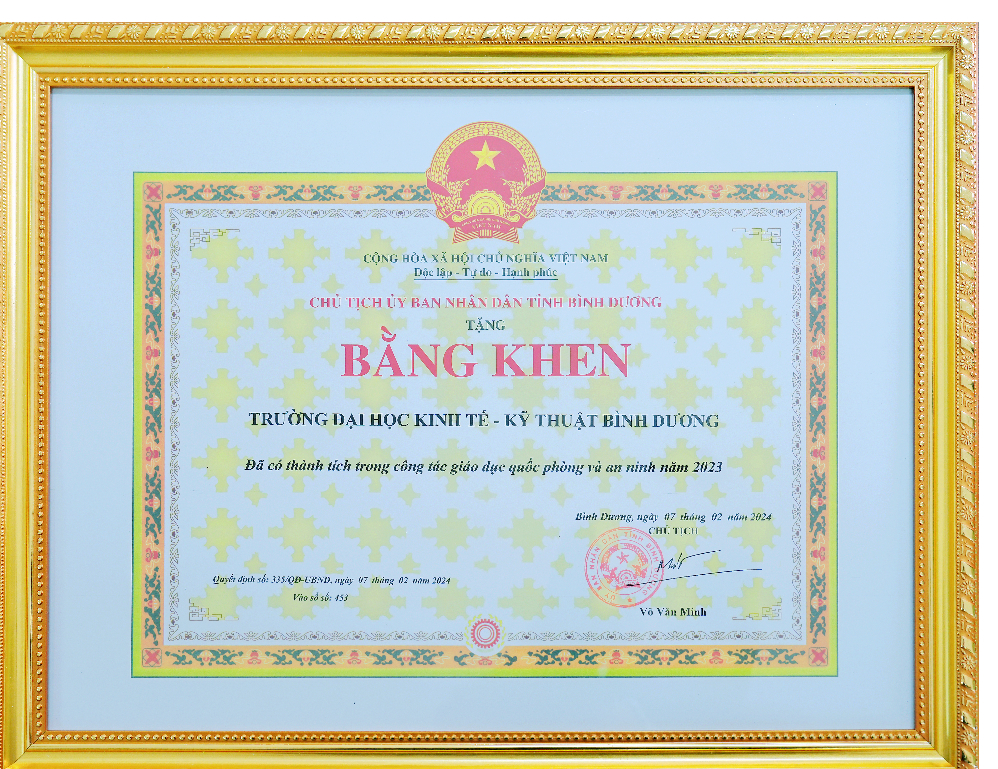 CỘNG HÒA XÃ HỘI CHỦ NGHĨA VIỆT NAM
Độc lập - Tự do - Hạnh phúc
CHỦ TỊCH ỦY BAN NHÂN DÂN TỈNH BÌNH DƯƠNG
TẶNG
BẰNG KHEN
TRƯỜNG ĐẠI HỌC KINH TẾ - KỸ THUẬT BÌNH DƯƠNG
Đã có thành tích trong công tác giáo dục quốc phòng và an ninh năm 2023
Bình Dương, ngày 07 tháng 02 năm 2024
CHỦ TỊCH
Quyết định số: 335/QĐ-UBND, ngày 07 tháng 02 năm 2024
Vào sổ số: 453
Võ Văn Minh